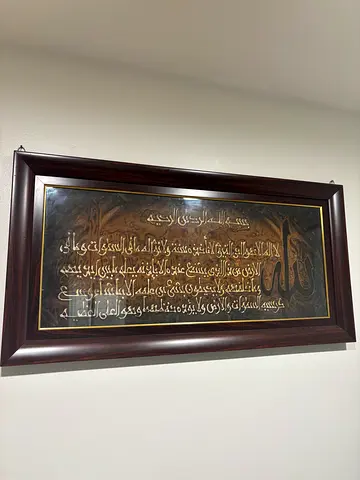 بسم الله الرحمن الرحيم
الله
لا اله الا هو الحي القيوم لا تاخذه سنة ولا نوم له ما في السموات وما في
الارض من ذا الذي يشفع عنده الا باذنه يعلم ما بين ايديهم
وما خلفهم ولا يحيطون بشئ من علمه الا بما شاء وسع
كرسيه السموات والارض ولا يؤده حفظهما وهو العلي العظيم